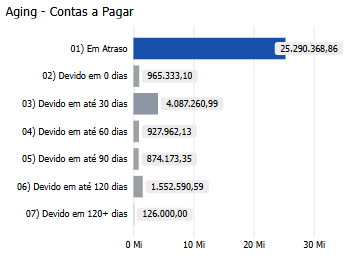 Aging - Contas a Pagar
01) Em Atraso 25.290.368,86
02) Devido em 0 dias 965.333,10
03) Devido em até 30 dias 4.087.260,99
04) Devido em até 60 dias 927.962,13
05) Devido em até 90 dias 874.173,35
06) Devido em até 120 dias 1.552.590,59
07) Devido em 120+ dias 126.000,00
0 Mi 10 Mi 20 Mi 30 Mi